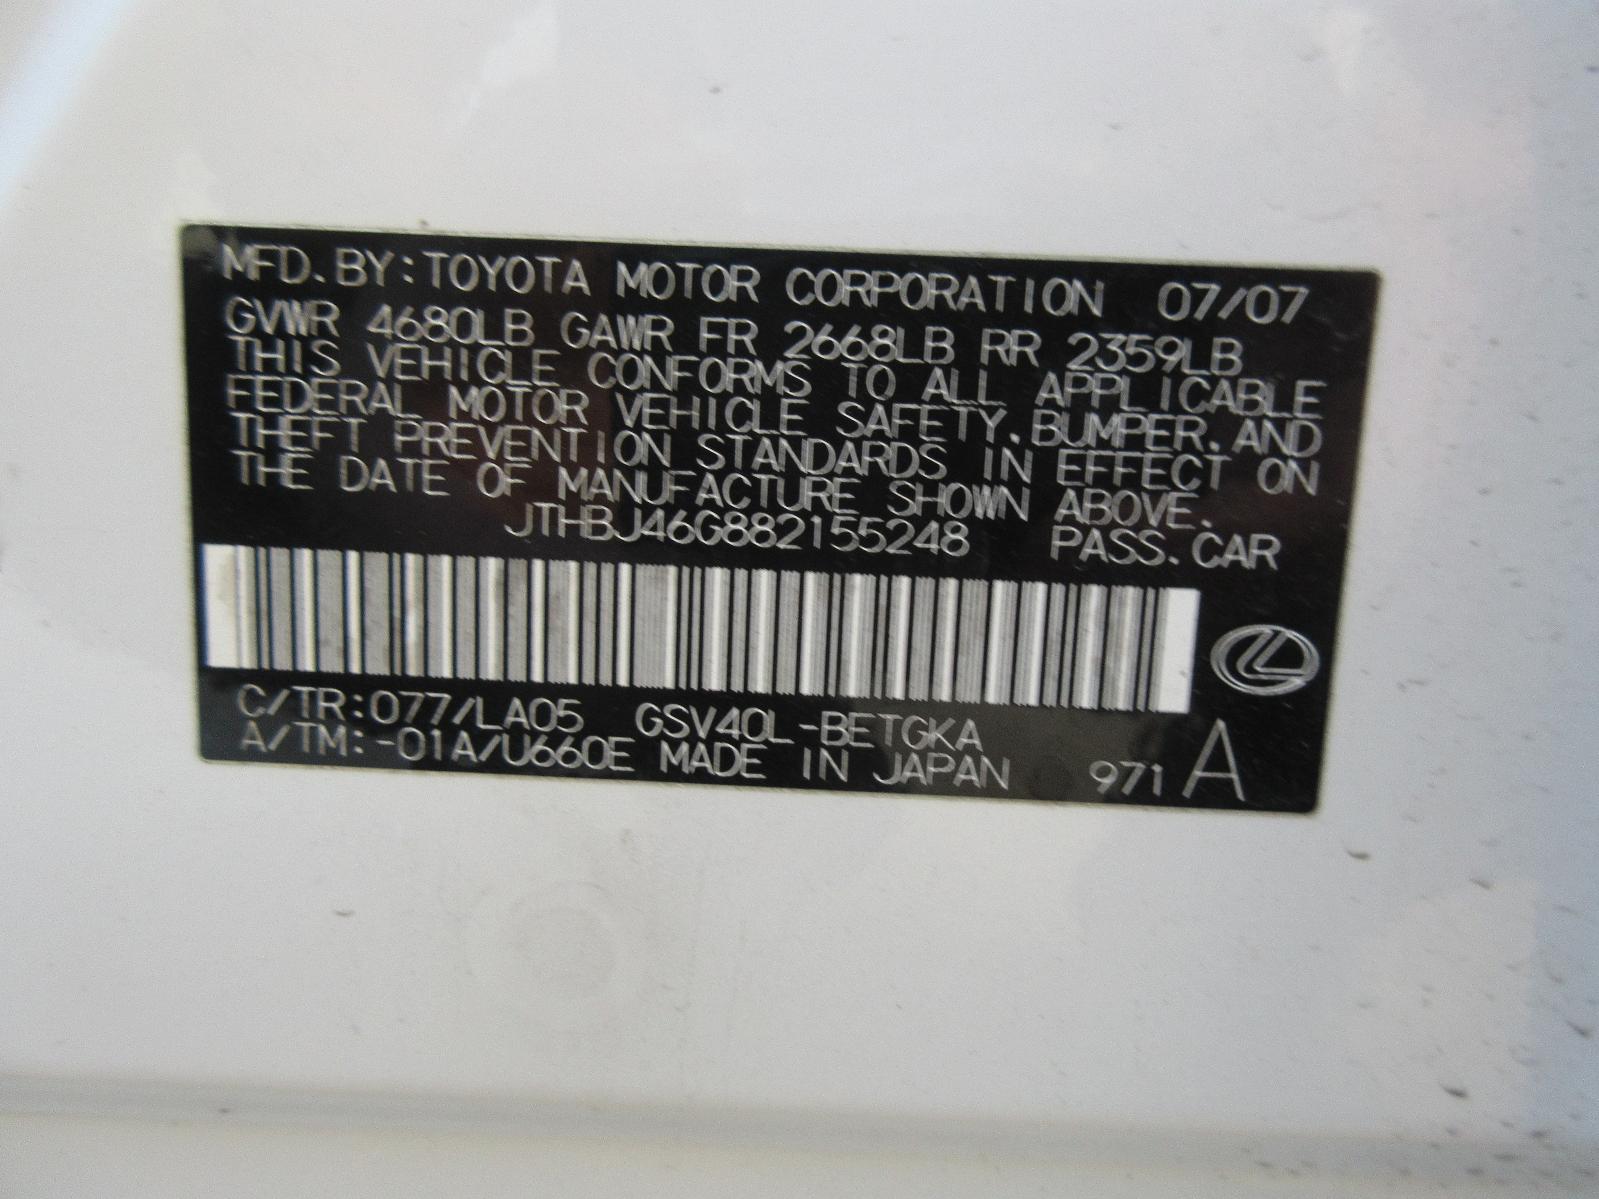 MFD. BY: TOYOTA MOTOR CORPORATION 07/07
GVWR 4680LB GAWR FR 2668LB RR 2359LB
THIS VEHICLE CONFORMS TO ALL APPLICABLE
FEDERAL MOTOR VEHICLE SAFETY, BUMPER, AND
THEFT PREVENTION STANDARDS IN EFFECT ON
THE DATE OF MANUFACTURE SHOWN ABOVE.
JTHBJ46G882155248 PASS. CAR
C/TR:077/LA05 GSV40L-BETGKA
A/TM:-01A/U660E MADE IN JAPAN 971 A